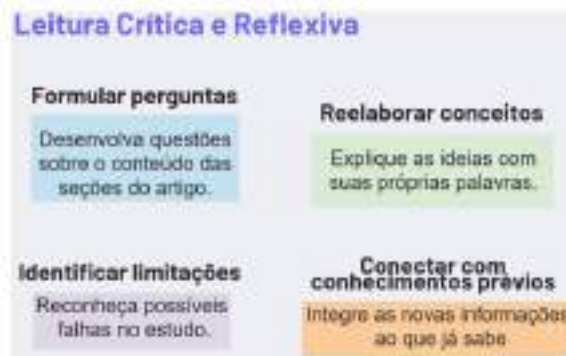 Leitura Crítica e Reflexiva
Formular perguntas
Desenvolva questões
sobre o conteúdo das
seções do artigo.
Reelaborar conceitos
Explique as ideias com
suas próprias palavras.
Identificar limitações
Reconheça possíveis
falhas no estudo.
Conectar com
conhecimentos prévios
Integre as novas informações
ao que já sabe